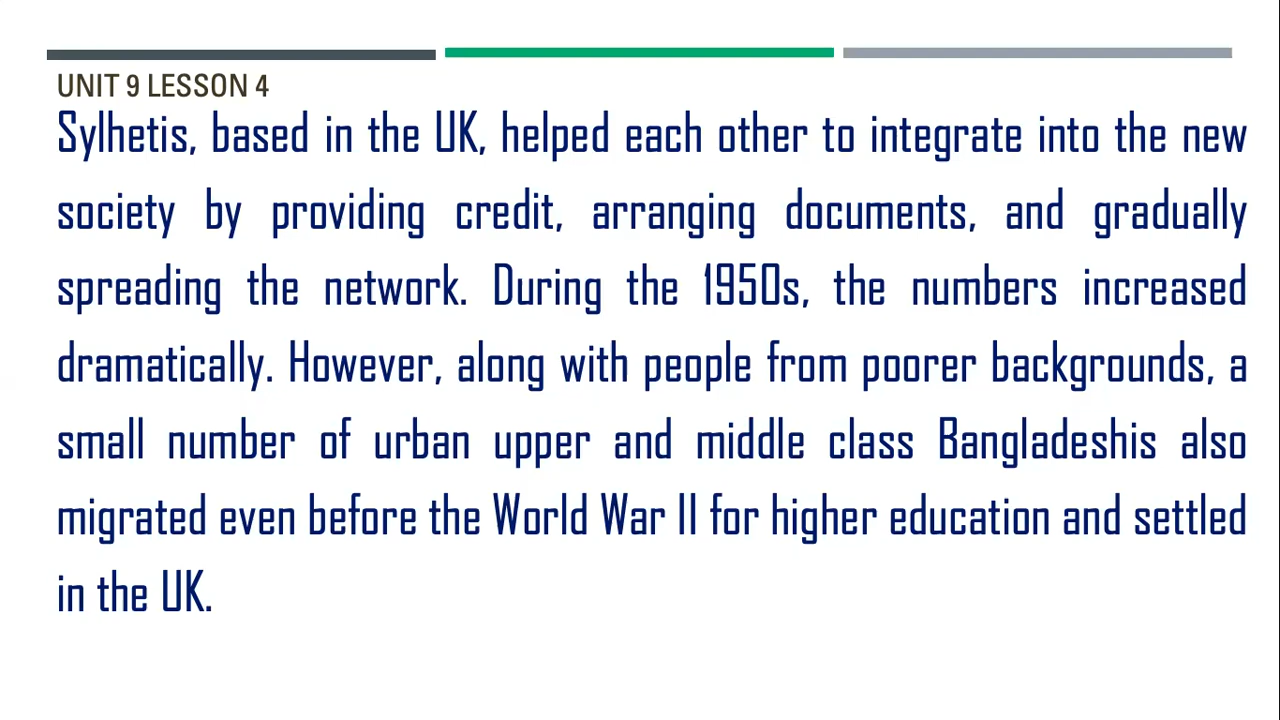 UNIT 9 LESSON 4
Sylhetis, based in the UK, helped each other to integrate into the new
society by providing credit, arranging documents, and gradually
spreading the network. During the 1950s, the numbers increased
dramatically. However, along with people from poorer backgrounds, a
small number of urban upper and middle class Bangladeshis also
migrated even before the World War II for higher education and settled
in the UK.